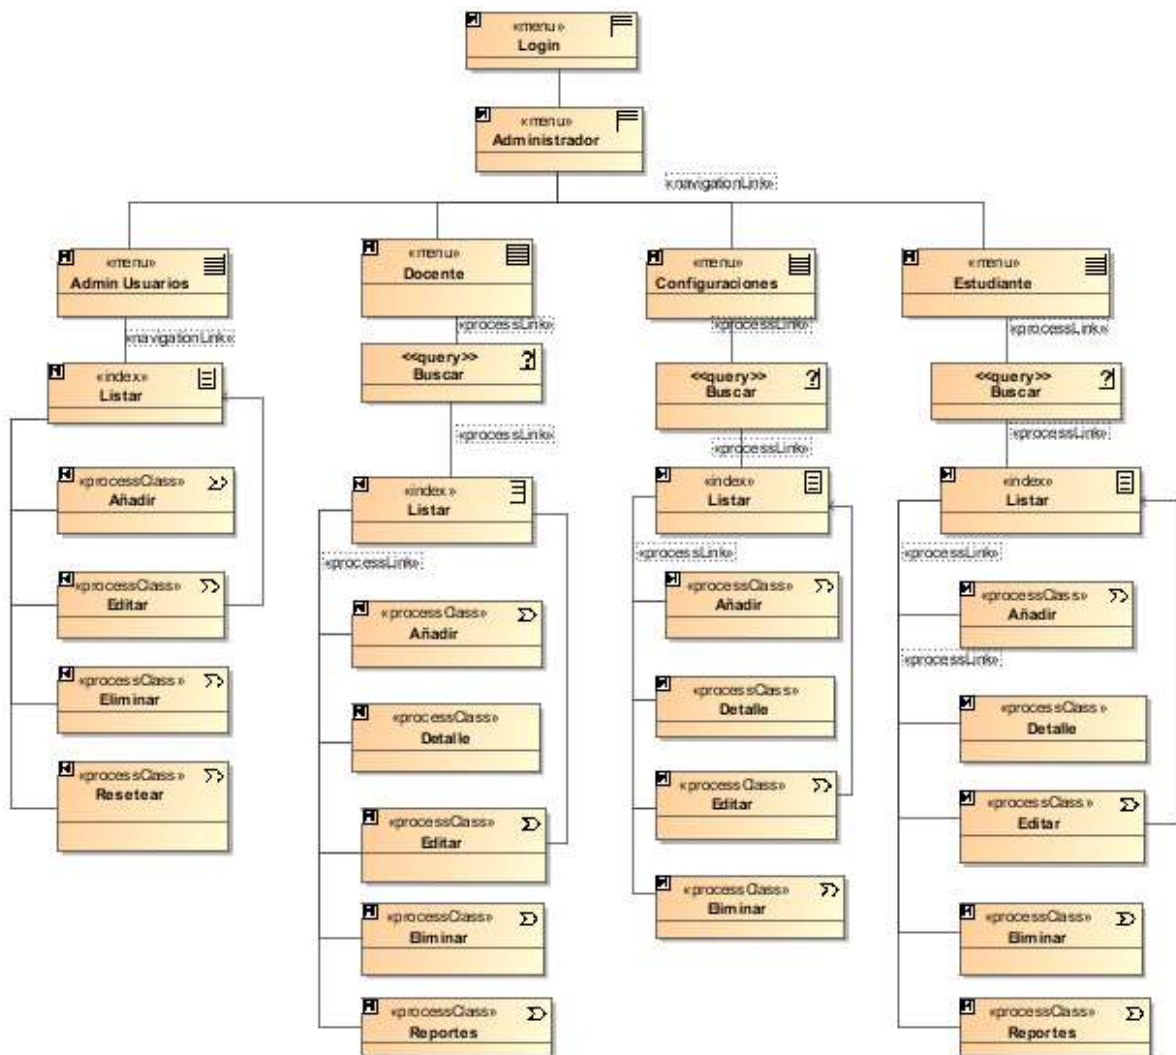 «menu»
Login
«menu»
Administrador
«navigationLink»
«menu»
Admin Usuarios
«navigationLink»
«index»
Listar
«processClass»
Añadir
«processClass»
Editar
«processClass»
Eliminar
«processClass»
Resetear
«menu»
Docente
«processLink»
<<query>>
Buscar
«processLink»
«index»
Listar
«processLink»
«processClass»
Añadir
«processClass»
Detalle
«processClass»
Editar
«processClass»
Eliminar
«processClass»
Reportes
«menu»
Configuraciones
«processLink»
<<query>>
Buscar
«processLink»
«index»
Listar
«processLink»
«processClass»
Añadir
«processClass»
Detalle
«processClass»
Editar
«processClass»
Eliminar
«menu»
Estudiante
«processLink»
<<query>>
Buscar
«processLink»
«index»
Listar
«processLink»
«processClass»
Añadir
«processLink»
«processClass»
Detalle
«processClass»
Editar
«processClass»
Eliminar
«processClass»
Reportes